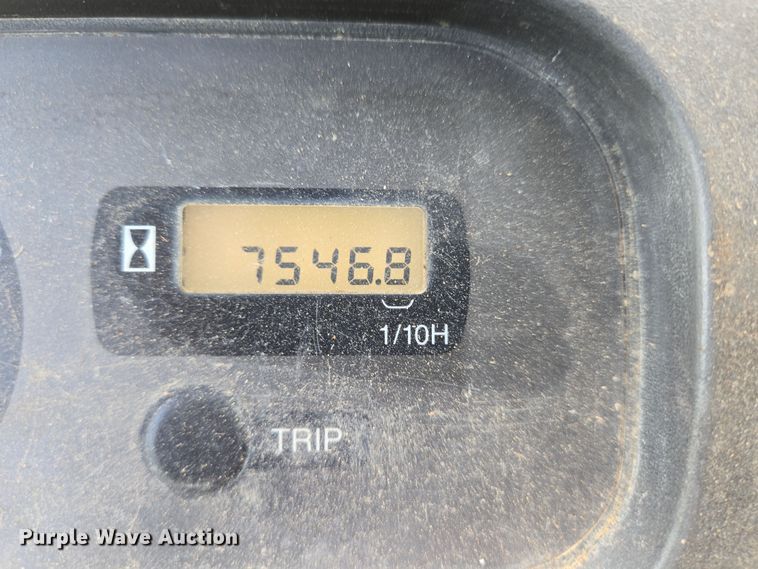 7546.8
1/10H
TRIP
Purple Wave Auction